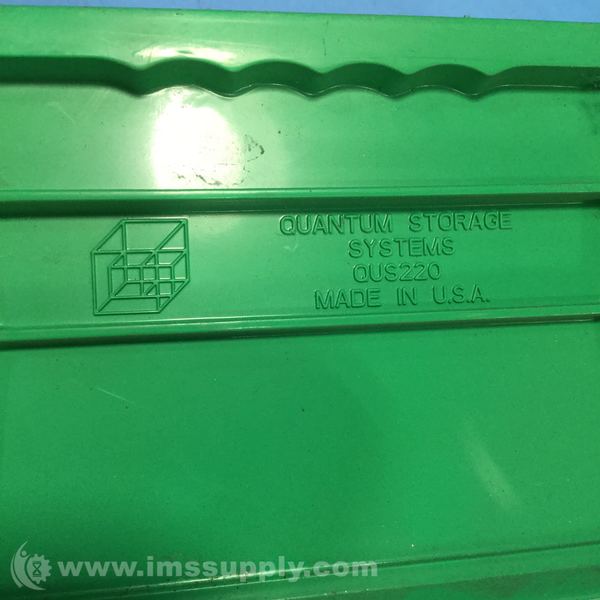 QUANTUM STORAGE
SYSTEMS
QUS220
MADE IN U.S.A.
www.imssupply.com